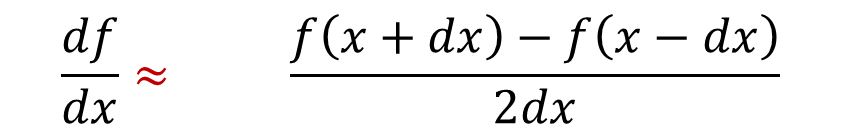 df/dx ≈ f(x + dx) − f(x − dx)/2dx